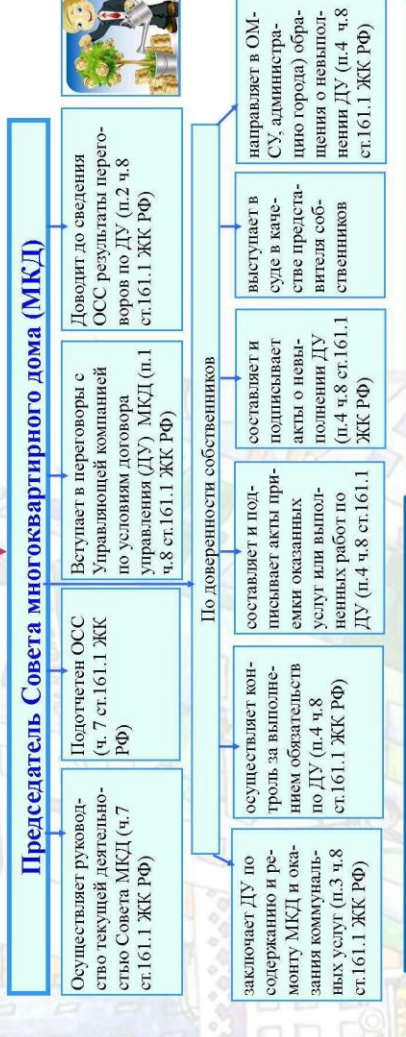 Председатель Совета многоквартирного дома (МКД)
Осуществляет руковод-
ство текущей деятельно-
стью Совета МКД (ч.7
ст.161.1 ЖК РФ)
Подотчетен ОСС
(ч. 7 ст.161.1 ЖК
РФ)
Вступает в переговоры с
Управляющей компанией
по условиям договора
управления (ДУ) МКД (п.1
ч.8 ст.161.1 ЖК РФ)
Доводит до сведения
ОСС результаты перего-
воров по ДУ (п.2 ч.8
ст.161.1 ЖК РФ)
По доверенности собственников
заключает ДУ по
содержанию и ре-
монту МКД и ока-
зания коммуналь-
ных услуг (п.3 ч.8
ст.161.1 ЖК РФ)
осуществляет кон-
троль за выполне-
нием обязательств
по ДУ (п.4 ч.8
ст.161.1 ЖК РФ)
составляет и под-
писывает акты при-
емки оказанных
услуг или выпол-
ненных работ по
ДУ (п.4 ч.8 ст.161.1
составляет и
подписывает
акты о невы-
полнении ДУ
(п.4 ч.8 ст.161.1
ЖК РФ)
выступает в
суде в каче-
стве предста-
вителя соб-
ственников
направляет в ОМ-
СУ, администра-
цию города) обра-
щения о невыпол-
нении ДУ (п.4 ч.8
ст.161.1 ЖК РФ)